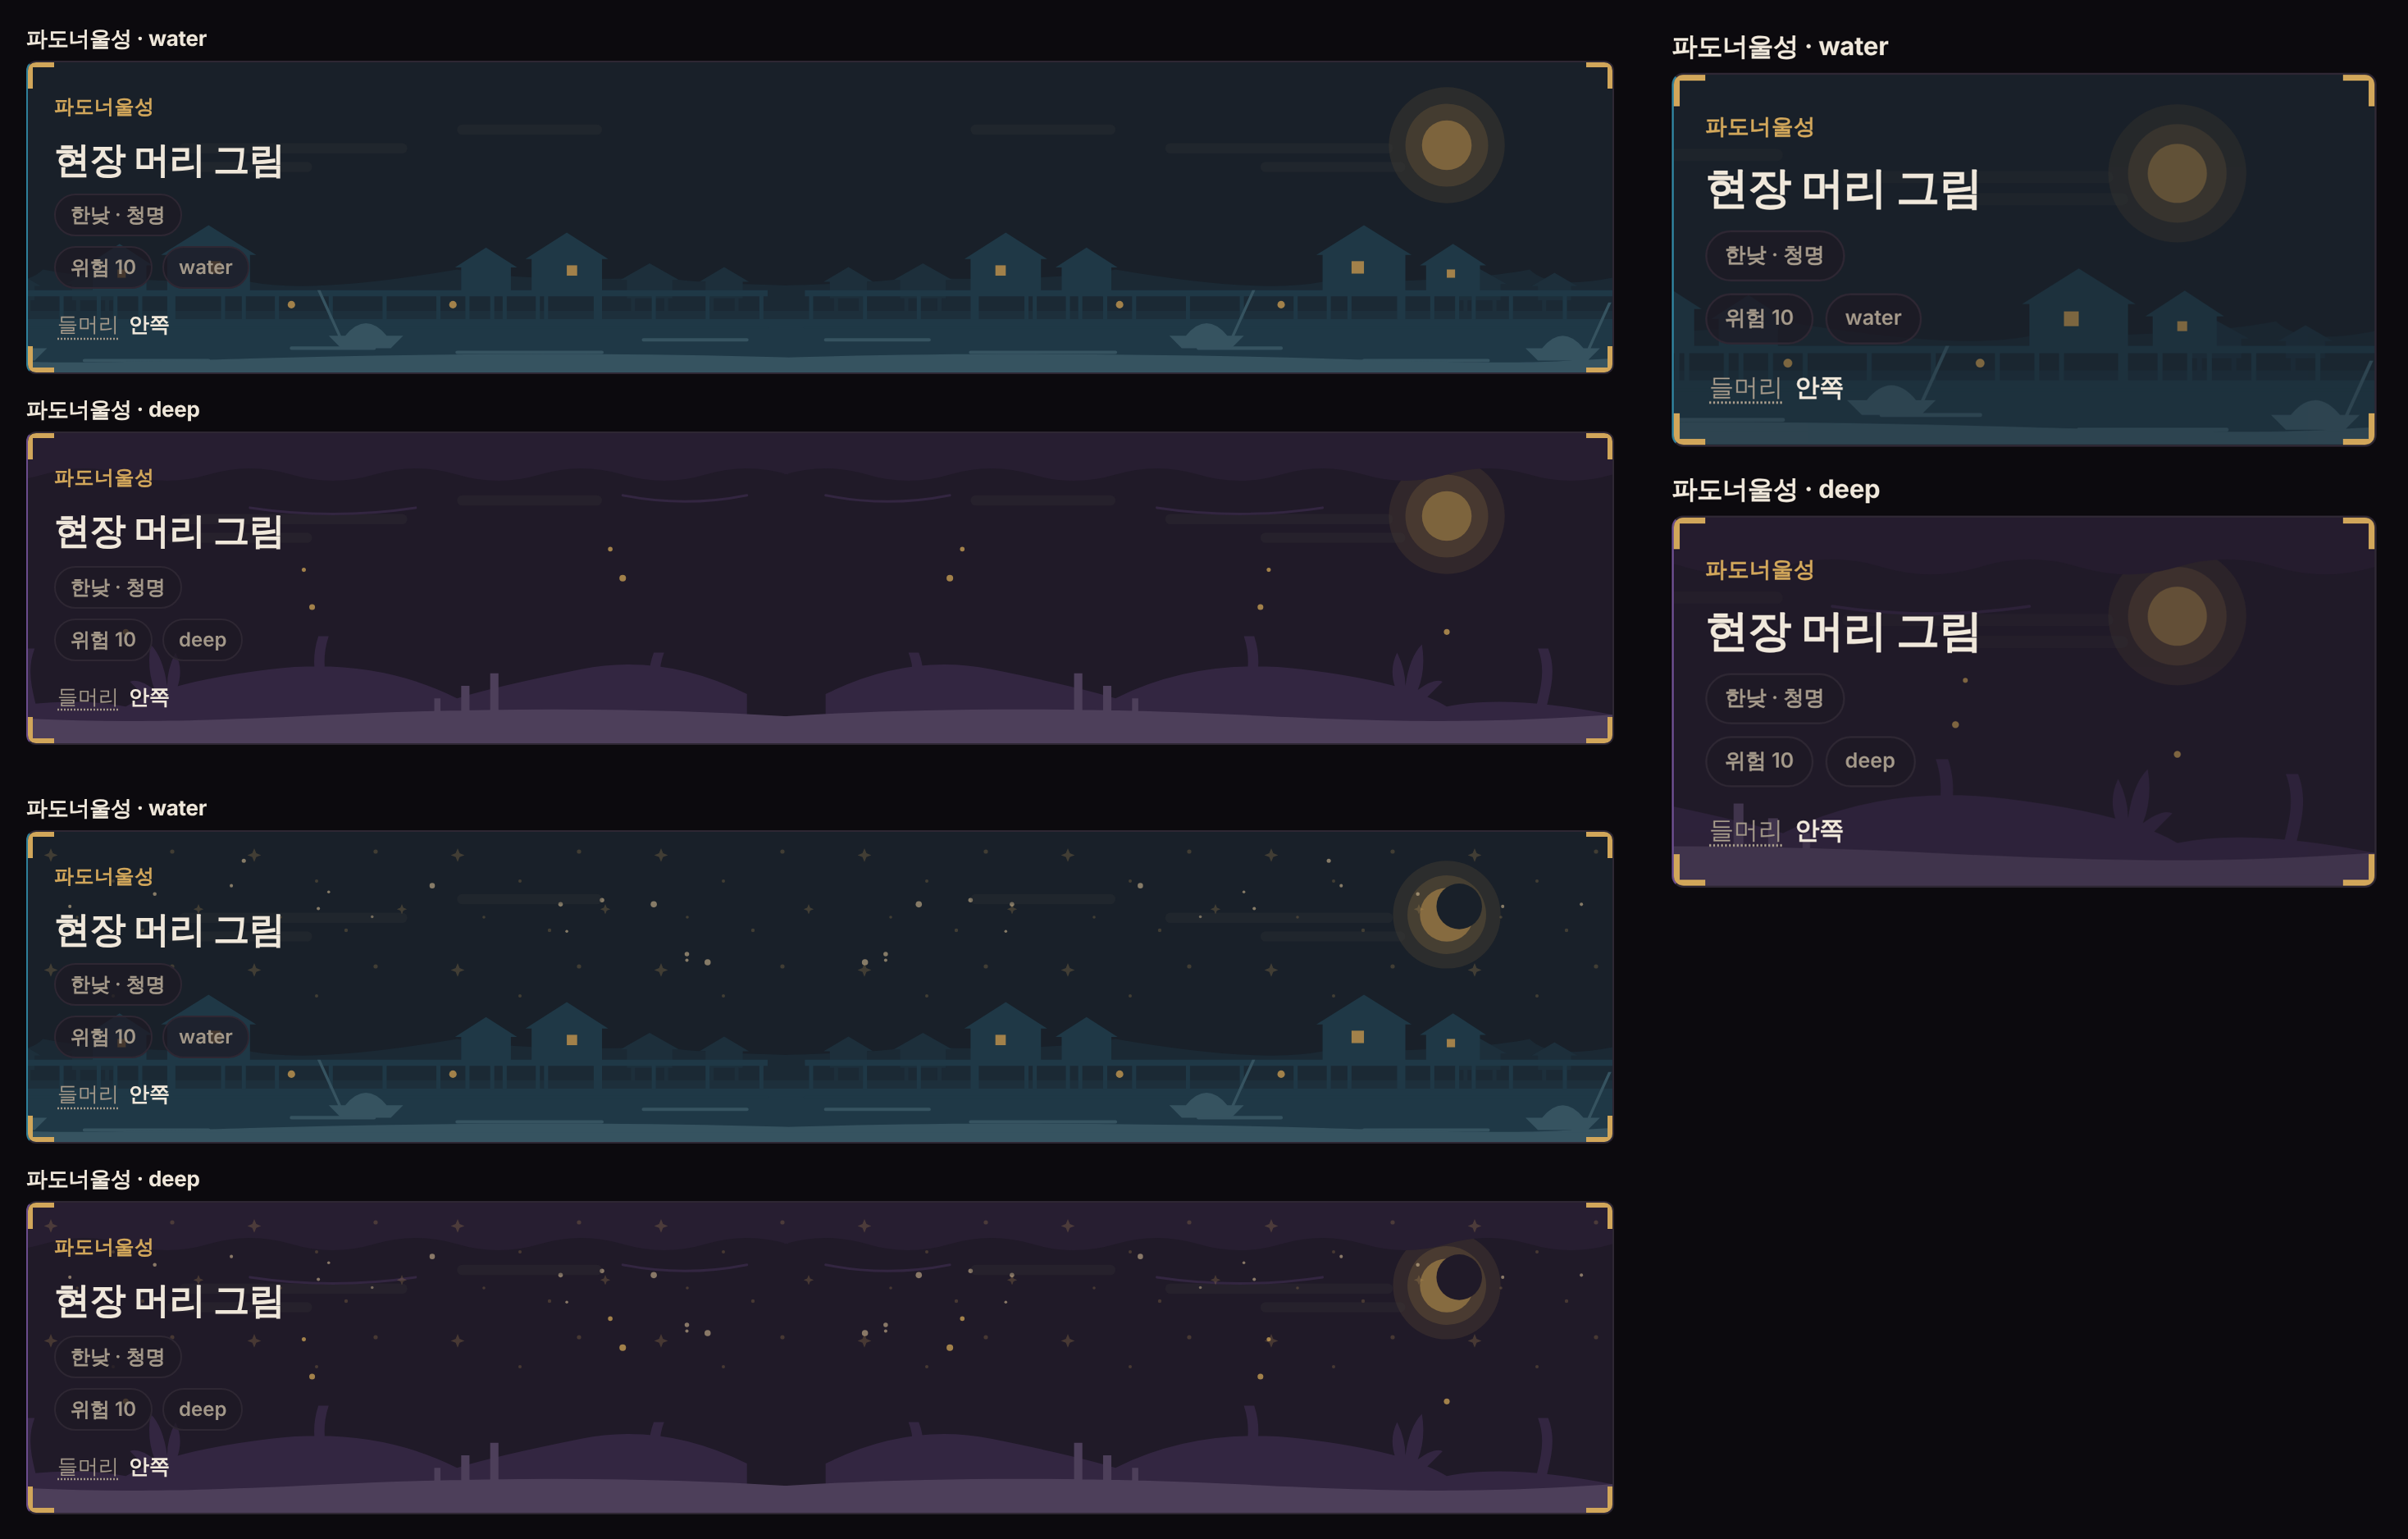 파도너울성 · water
파도너울성
현장 머리 그림
한낮 · 청명
위험 10 water
들머리 안쪽
파도너울성 · deep
파도너울성
현장 머리 그림
한낮 · 청명
위험 10 deep
들머리 안쪽
파도너울성 · water
파도너울성
현장 머리 그림
한낮 · 청명
위험 10 water
들머리 안쪽
파도너울성 · deep
파도너울성
현장 머리 그림
한낮 · 청명
위험 10 deep
들머리 안쪽
파도너울성 · water
파도너울성
현장 머리 그림
한낮 · 청명
위험 10 water
들머리 안쪽
파도너울성 · deep
파도너울성
현장 머리 그림
한낮 · 청명
위험 10 deep
들머리 안쪽